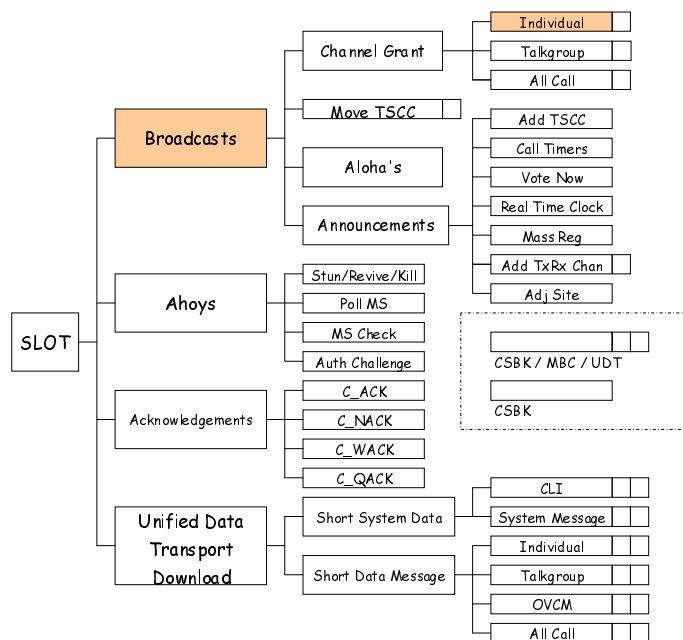 SLOT
Broadcasts
Channel Grant
Individual
Talkgroup
All Call
Move TSCC
Aloha's
Announcements
Add TSCC
Call Timers
Vote Now
Real Time Clock
Mass Reg
Add TxRx Chan
Adj Site
Ahoys
Stun/Revive/Kill
Poll MS
MS Check
Auth Challenge
CSBK / MBC / UDT
CSBK
Acknowledgements
C_ACK
C_NACK
C_WACK
C_QACK
Unified Data
Transport
Download
Short System Data
CLI
System Message
Short Data Message
Individual
Talkgroup
OVCM
All Call